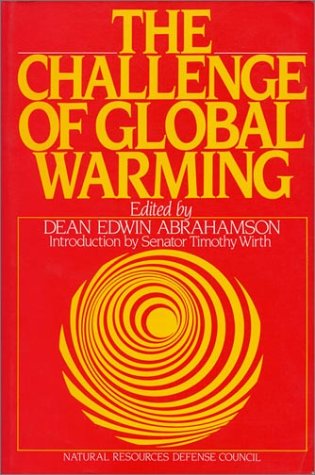 THE
CHALLENGE
OF GLOBAL
WARMING
Edited by
DEAN EDWIN ABRAHAMSON
Introduction by Senator Timothy Wirth
NATURAL RESOURCES DEFENSE COUNCIL